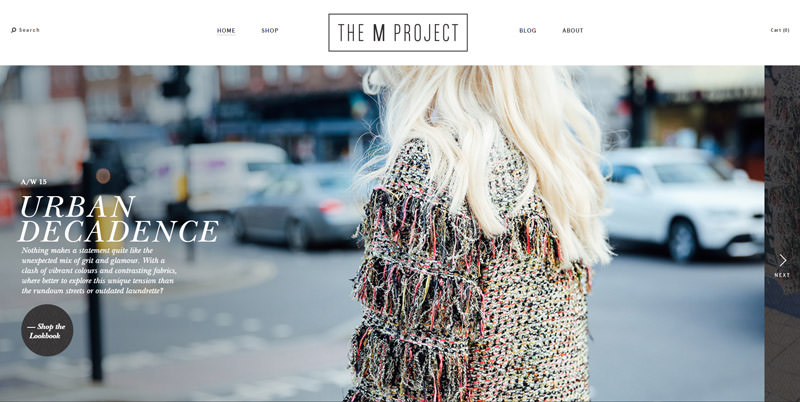 Search
HOME
SHOP
THE M PROJECT
BLOG
ABOUT
Cart (0)
A/W 15
URBAN
DECADENCE
Nothing makes a statement quite like the
unexpected mix of grit and glamour. With a
clash of vibrant colours and contrasting fabrics,
where better to explore this unique tension than
the rundown streets or outdated laundrette?
— Shop the
Lookbook
NEXT